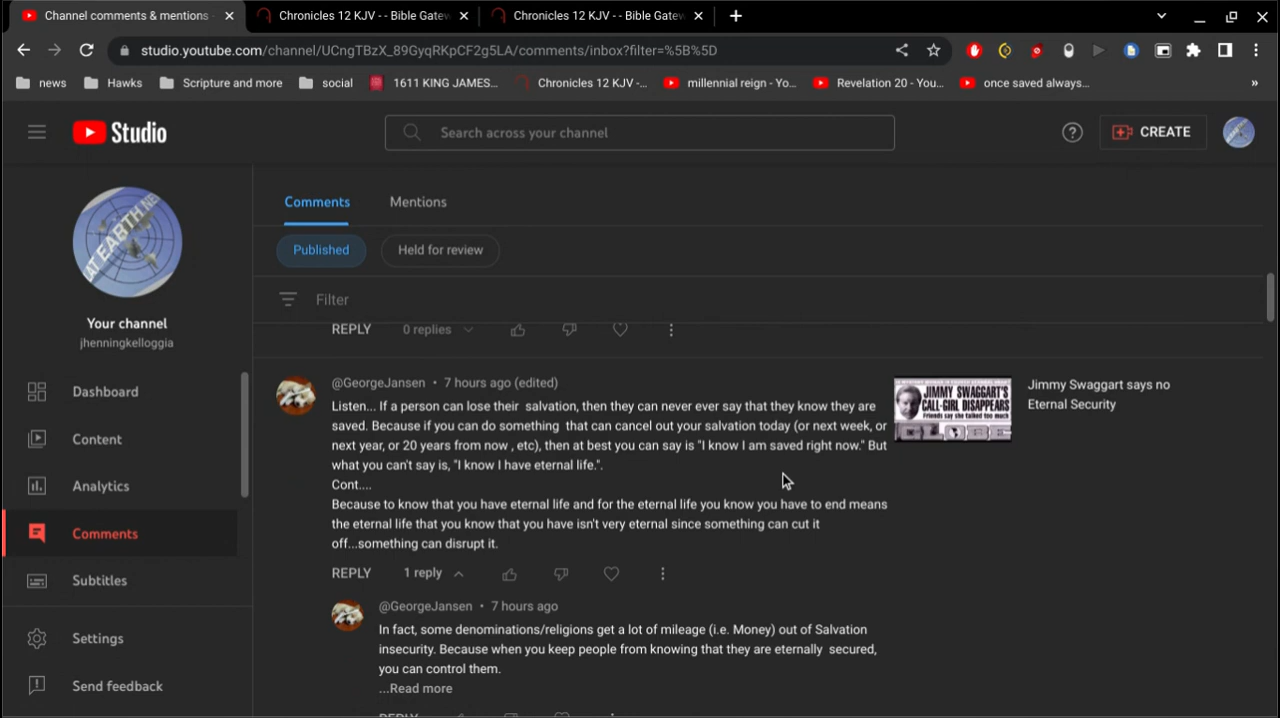 Channel comments & mentions
Chronicles 12 KJV - - Bible Gatew
Chronicles 12 KJV - - Bible Gatew
studio.youtube.com/channel/UCngTBzX_89GyqRKpCF2g5LA/comments/inbox?filter=%5B%5D
news
Hawks
Scripture and more
social
1611 KING JAMES...
Chronicles 12 KJV -...
millennial reign - Yo...
Revelation 20 - You...
once saved always...
»
Studio
Search across your channel
CREATE
AT EARTH NE
Your channel
jhenningkelloggia
Dashboard
Content
Analytics
Comments
Subtitles
Settings
Send feedback
Comments
Mentions
Published
Held for review
Filter
REPLY
0 replies
@GeorgeJansen • 7 hours ago (edited)
Listen... If a person can lose their salvation, then they can never ever say that they know they are
saved. Because if you can do something that can cancel out your salvation today (or next week, or
next year, or 20 years from now , etc), then at best you can say is "I know I am saved right now." But
what you can't say is, "I know I have eternal life.".
Cont....
Because to know that you have eternal life and for the eternal life you know you have to end means
the eternal life that you know that you have isn't very eternal since something can cut it
off...something can disrupt it.
REPLY
1 reply
JIMMY SWAGGART'S
CALL-GIRL DISAPPEARS
Friends say she talked too much
Jimmy Swaggart says no
Eternal Security
@GeorgeJansen • 7 hours ago
In fact, some denominations/religions get a lot of mileage (i.e. Money) out of Salvation
insecurity. Because when you keep people from knowing that they are eternally secured,
you can control them.
...Read more
REPLY